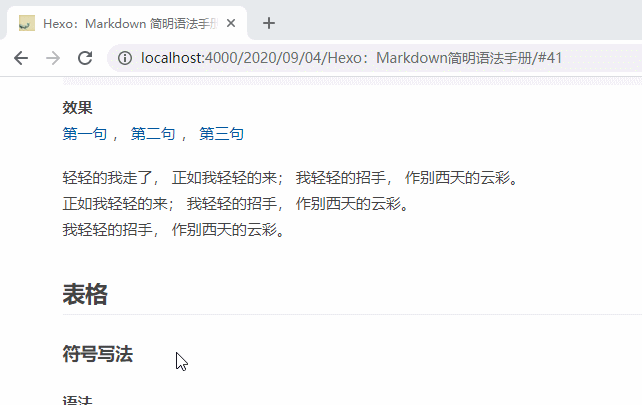 Hexo：Markdown 简明语法手册
localhost:4000/2020/09/04/Hexo：Markdown简明语法手册/#41
效果
第一句 ， 第二句 ， 第三句
轻轻的我走了， 正如我轻轻的来； 我轻轻的招手， 作别西天的云彩。
正如我轻轻的来； 我轻轻的招手， 作别西天的云彩。
我轻轻的招手， 作别西天的云彩。
表格
符号写法
语法